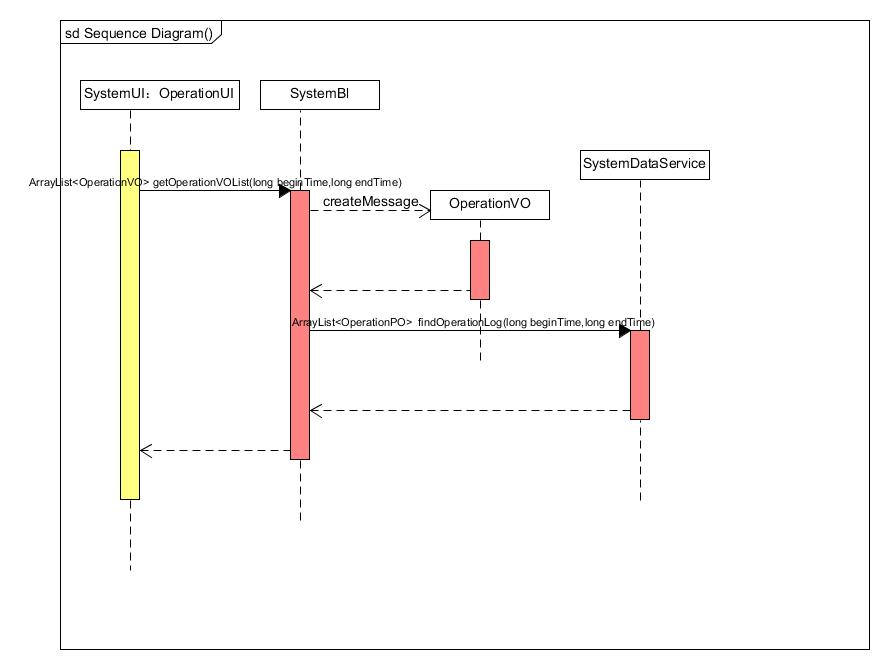 sd Sequence Diagram()
SystemUI：OperationUI
SystemBl
SystemDataService
ArrayList<OperationVO> getOperationVOList(long beginTime,long endTime)
createMessage
OperationVO
ArrayList<OperationPO> findOperationLog(long beginTime,long endTime)